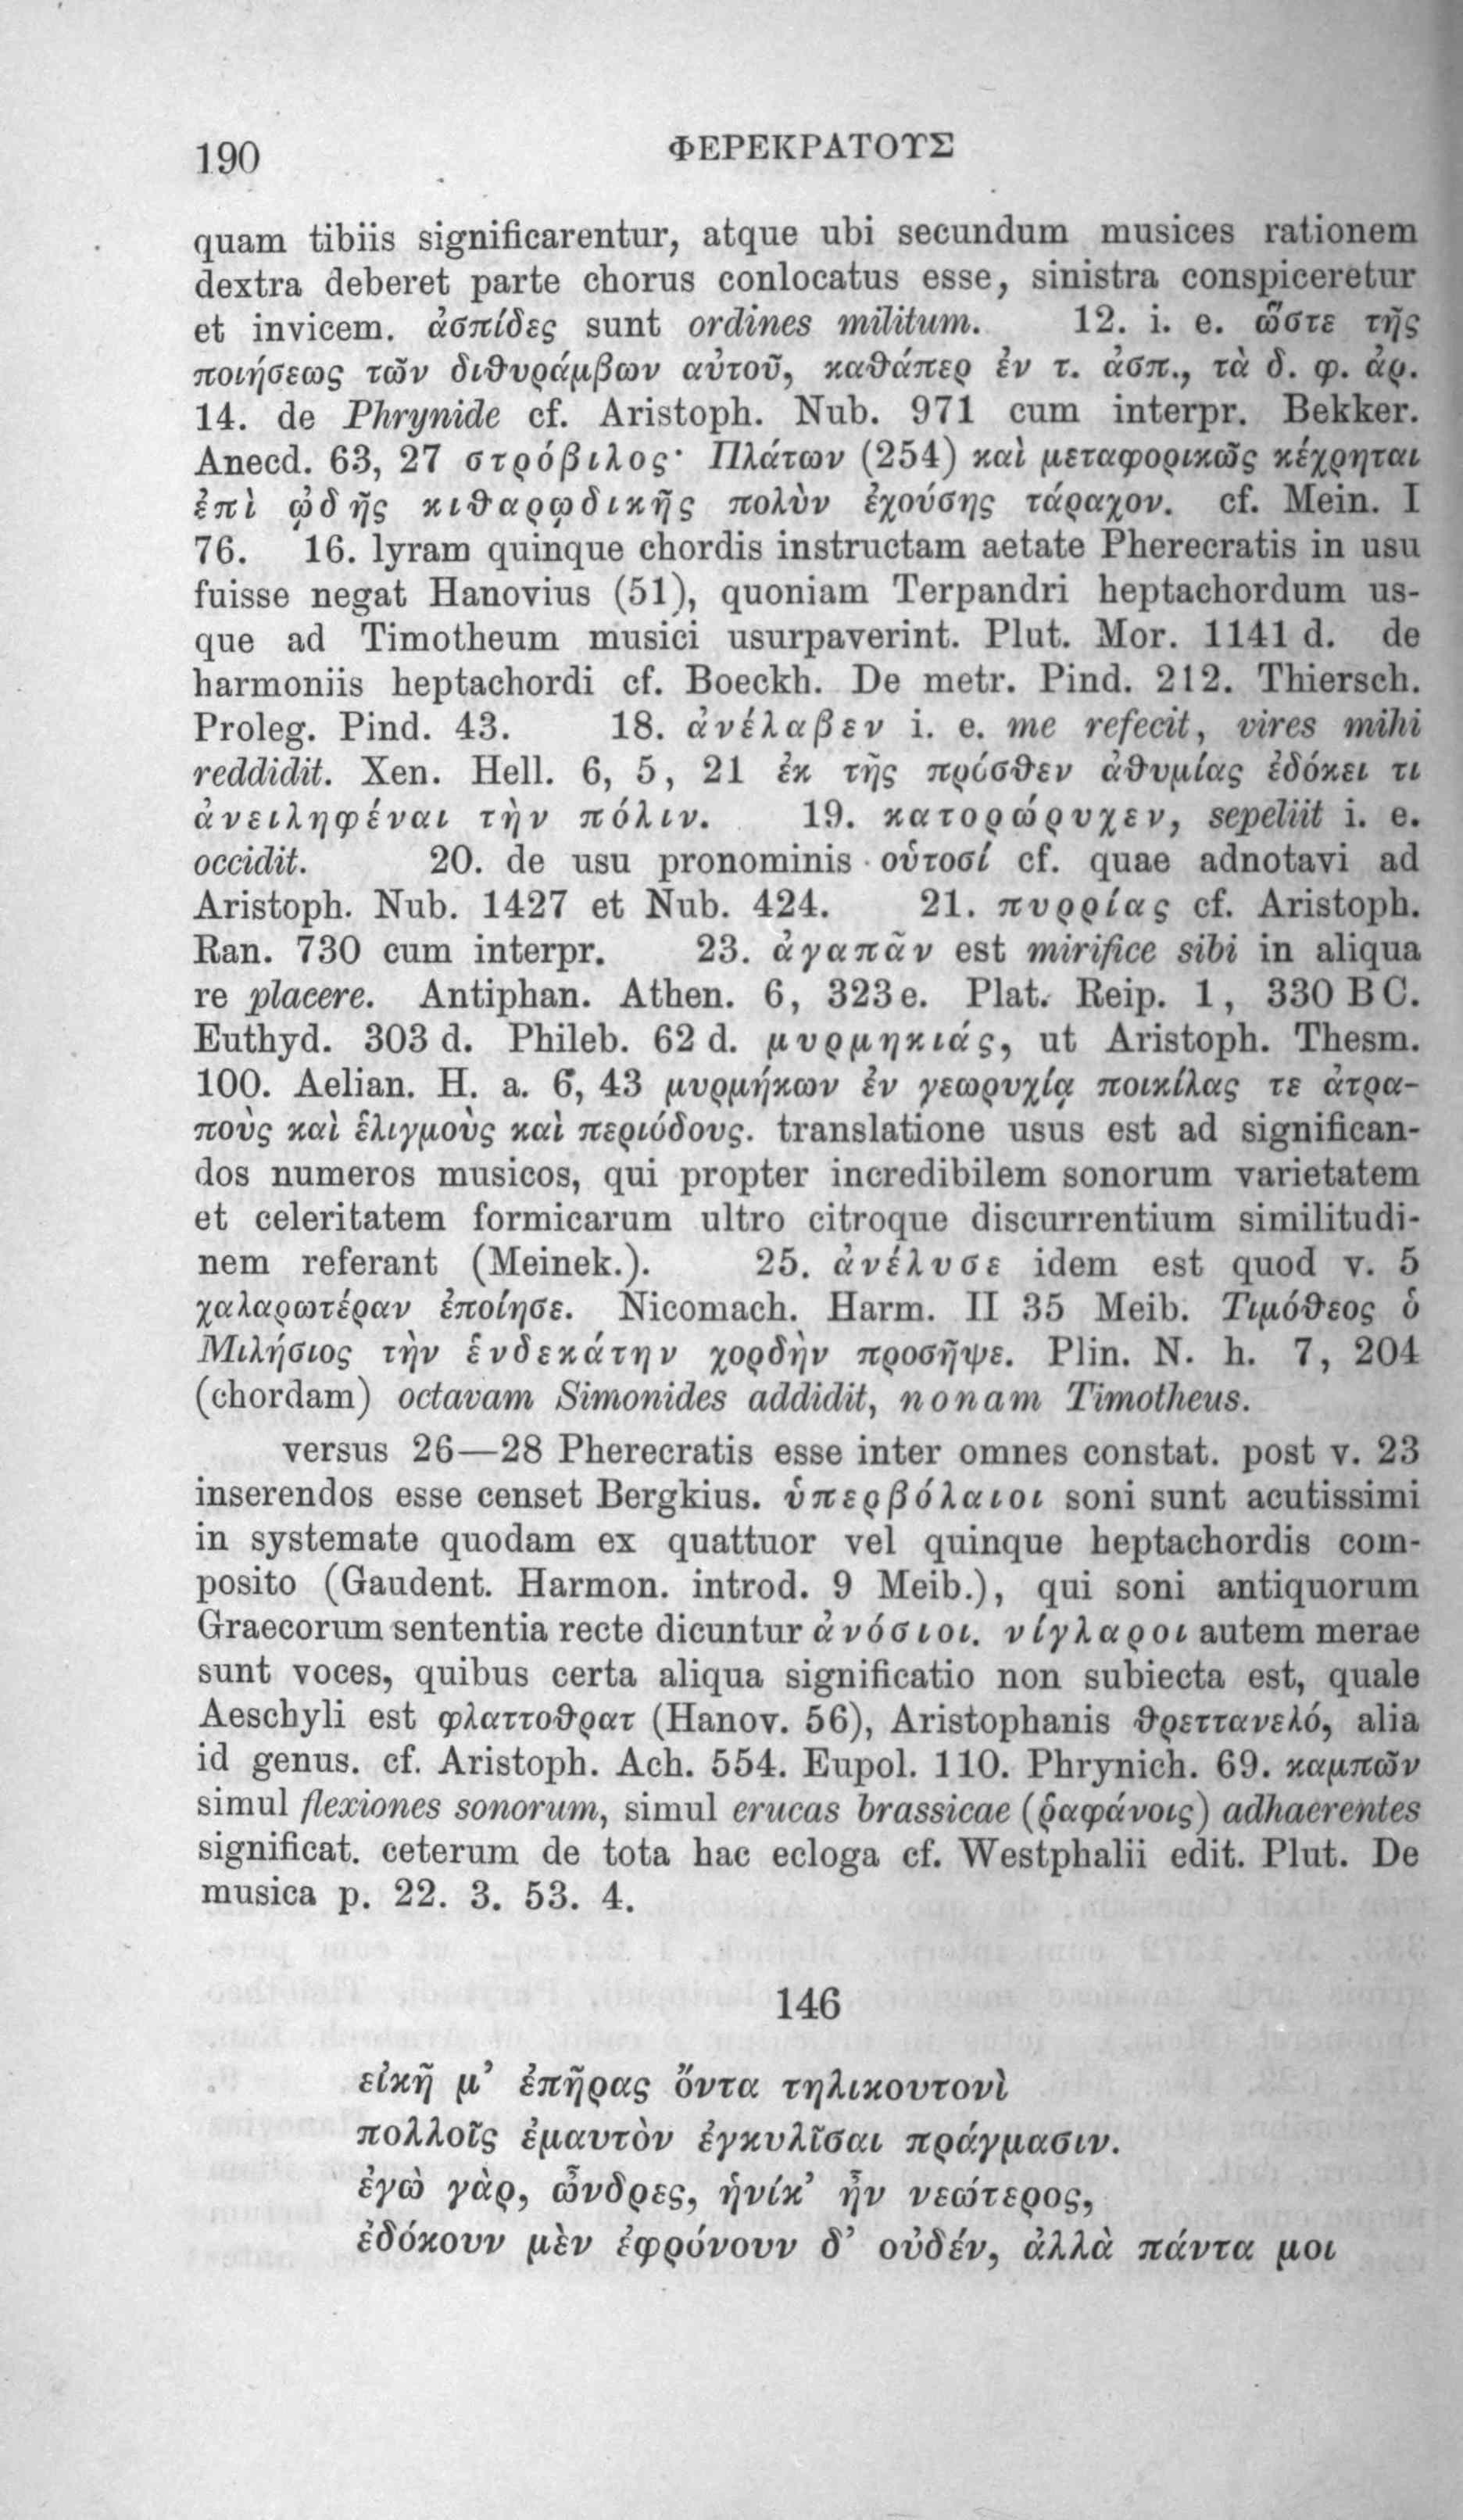 190
ΦΕΡΕΚΡΑΤΟΥΣ
quam tibiis significarentur, atque ubi secundum musices rationem
dextra deberet parte chorus conlocatus esse, sinistra conspiceretur
et invicem. ἀσπίδες sunt ordines militum. 12. i. e. ὥστε τῆς
ποιήσεως τῶν διθυράμβων αὐτοῦ, καθάπερ ἐν τ. ἀσπ., τὰ δ. φ. ἀρ.
14. de Phrynide cf. Aristoph. Nub. 971 cum interpr. Bekker.
Anecd. 63, 27 στρόβιλος· Πλάτων (254) καὶ μεταφορικῶς κέχρηται
ἐπὶ ᾠδῆς κιθαρῳδικῆς πολὺν ἐχούσης τάραχον. cf. Mein. I
76. 16. lyram quinque chordis instructam aetate Pherecratis in usu
fuisse negat Hanovius (51), quoniam Terpandri heptachordum us-
que ad Timotheum musici usurpaverint. Plut. Mor. 1141 d. de
harmoniis heptachordi cf. Boeckh. De metr. Pind. 212. Thiersch.
Proleg. Pind. 43. 18. ἀνέλαβεν i. e. me refecit, vires mihi
reddidit. Xen. Hell. 6, 5, 21 ἐκ τῆς πρόσθεν ἀθυμίας ἐδόκει τι
ἀνειληφέναι τὴν πόλιν. 19. κατορώρυχεν, sepeliit i. e.
occidit. 20. de usu pronominis οὑτοσί cf. quae adnotavi ad
Aristoph. Nub. 1427 et Nub. 424. 21. πυρρίας cf. Aristoph.
Ran. 730 cum interpr. 23. ἀγαπᾶν est mirifice sibi in aliqua
re placere. Antiphan. Athen. 6, 323 e. Plat. Reip. 1, 330 BC.
Euthyd. 303 d. Phileb. 62 d. μυρμηκιάς, ut Aristoph. Thesm.
100. Aelian. H. a. 6, 43 μυρμήκων ἐν γεωρυχίᾳ ποικίλας τε ἀτρα-
ποὺς καὶ ἑλιγμοὺς καὶ περιόδους. translatione usus est ad significan-
dos numeros musicos, qui propter incredibilem sonorum varietatem
et celeritatem formicarum ultro citroque discurrentium similitudi-
nem referant (Meinek.). 25. ἀνέλυσε idem est quod v. 5
χαλαρωτέραν ἐποίησε. Nicomach. Harm. II 35 Meib. Τιμόθεος ὁ
Μιλήσιος τὴν ἑνδεκάτην χορδὴν προσῆψε. Plin. N. h. 7, 204
(chordam) octavam Simonides addidit, nonam Timotheus.
versus 26—28 Pherecratis esse inter omnes constat. post v. 23
inserendos esse censet Bergkius. ὑπερβόλαιοι soni sunt acutissimi
in systemate quodam ex quattuor vel quinque heptachordis com-
posito (Gaudent. Harmon. introd. 9 Meib.), qui soni antiquorum
Graecorum sententia recte dicuntur ἀνόσιοι. νίγλαροι autem merae
sunt voces, quibus certa aliqua significatio non subiecta est, quale
Aeschyli est φλαττοθρατ (Hanov. 56), Aristophanis θρεττανελό, alia
id genus. cf. Aristoph. Ach. 554. Eupol. 110. Phrynich. 69. καμπῶν
simul flexiones sonorum, simul erucas brassicae (ῥαφάνοις) adhaerentes
significat. ceterum de tota hac ecloga cf. Westphalii edit. Plut. De
musica p. 22. 3. 53. 4.
146
εἰκῆ μ’ ἐπῆρας ὄντα τηλικουτονὶ
πολλοῖς ἐμαυτὸν ἐγκυλῖσαι πράγμασιν.
ἐγὼ γὰρ, ὦνδρες, ἡνίκ’ ἦν νεώτερος,
ἐδόκουν μὲν ἐφρόνουν δ’ οὐδέν, ἀλλὰ πάντα μοι